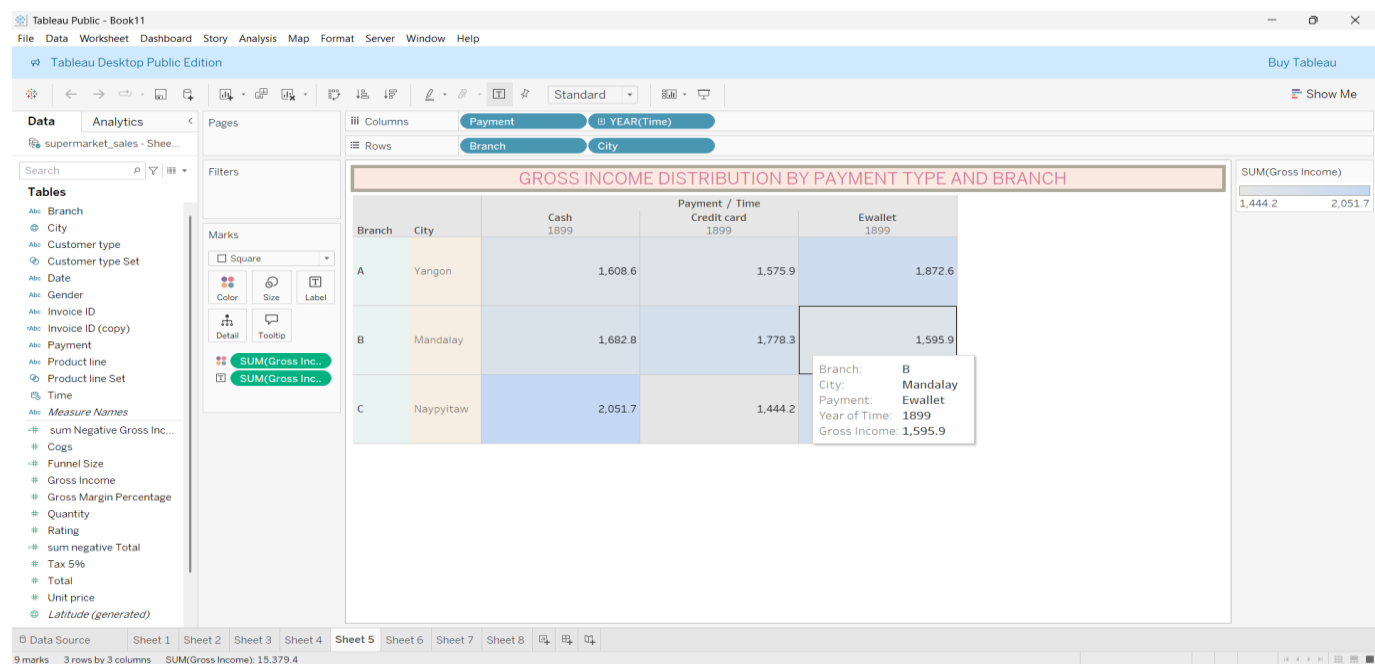 Tableau Public - Book11
File Data Worksheet Dashboard Story Analysis Map Format Server Window Help
Tableau Desktop Public Edition Buy Tableau
Standard Show Me
Data Analytics
supermarket_sales - Shee...
Search
Tables
Abc Branch
City
Abc Customer type
Customer type Set
Abc Date
Abc Gender
Abc Invoice ID
Abc Invoice ID (copy)
Abc Payment
Abc Product line
Product line Set
Time
Abc Measure Names
# sum Negative Gross Inc...
# Cogs
# Funnel Size
# Gross Income
# Gross Margin Percentage
# Quantity
# Rating
# sum negative Total
# Tax 5%
# Total
# Unit price
Latitude (generated)
Pages
Filters
Marks
Square
Color Size Label
Detail Tooltip
SUM(Gross Inc..
SUM(Gross Inc..
Columns Payment YEAR(Time)
Rows Branch City
GROSS INCOME DISTRIBUTION BY PAYMENT TYPE AND BRANCH
Payment / Time
Cash Credit card Ewallet
Branch City 1899 1899 1899
A Yangon 1,608.6 1,575.9 1,872.6
B Mandalay 1,682.8 1,778.3 1,595.9
C Naypyitaw 2,051.7 1,444.2
Branch: B
City: Mandalay
Payment: Ewallet
Year of Time: 1899
Gross Income: 1,595.9
SUM(Gross Income)
1,444.2 2,051.7
Data Source Sheet 1 Sheet 2 Sheet 3 Sheet 4 Sheet 5 Sheet 6 Sheet 7 Sheet 8
9 marks 3 rows by 3 columns SUM(Gross Income): 15,379.4